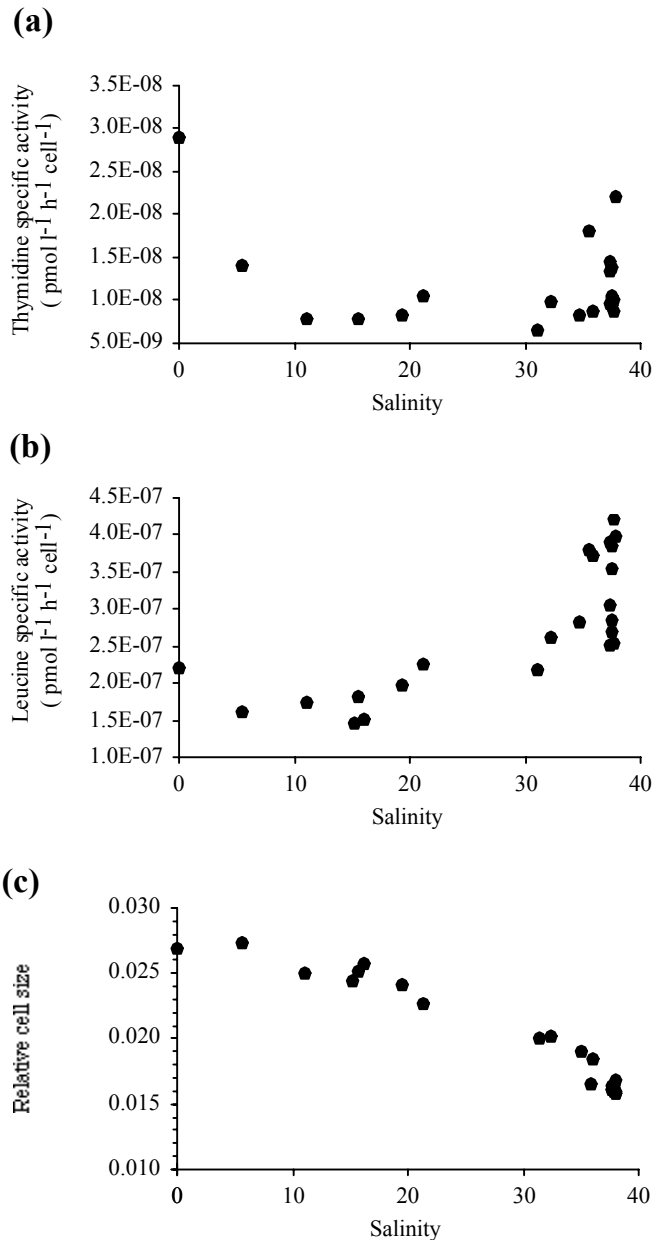 (a)
Thymidine specific activity
( pmol l-1 h-1 cell-1)
3.5E-08
3.0E-08
2.5E-08
2.0E-08
1.5E-08
1.0E-08
5.0E-09
0 10 20 30 40
Salinity
(b)
Leucine specific activity
( pmol l-1 h-1 cell-1)
4.5E-07
4.0E-07
3.5E-07
3.0E-07
2.5E-07
2.0E-07
1.5E-07
1.0E-07
0 10 20 30 40
Salinity
(c)
Relative cell size
0.030
0.025
0.020
0.015
0.010
0 10 20 30 40
Salinity